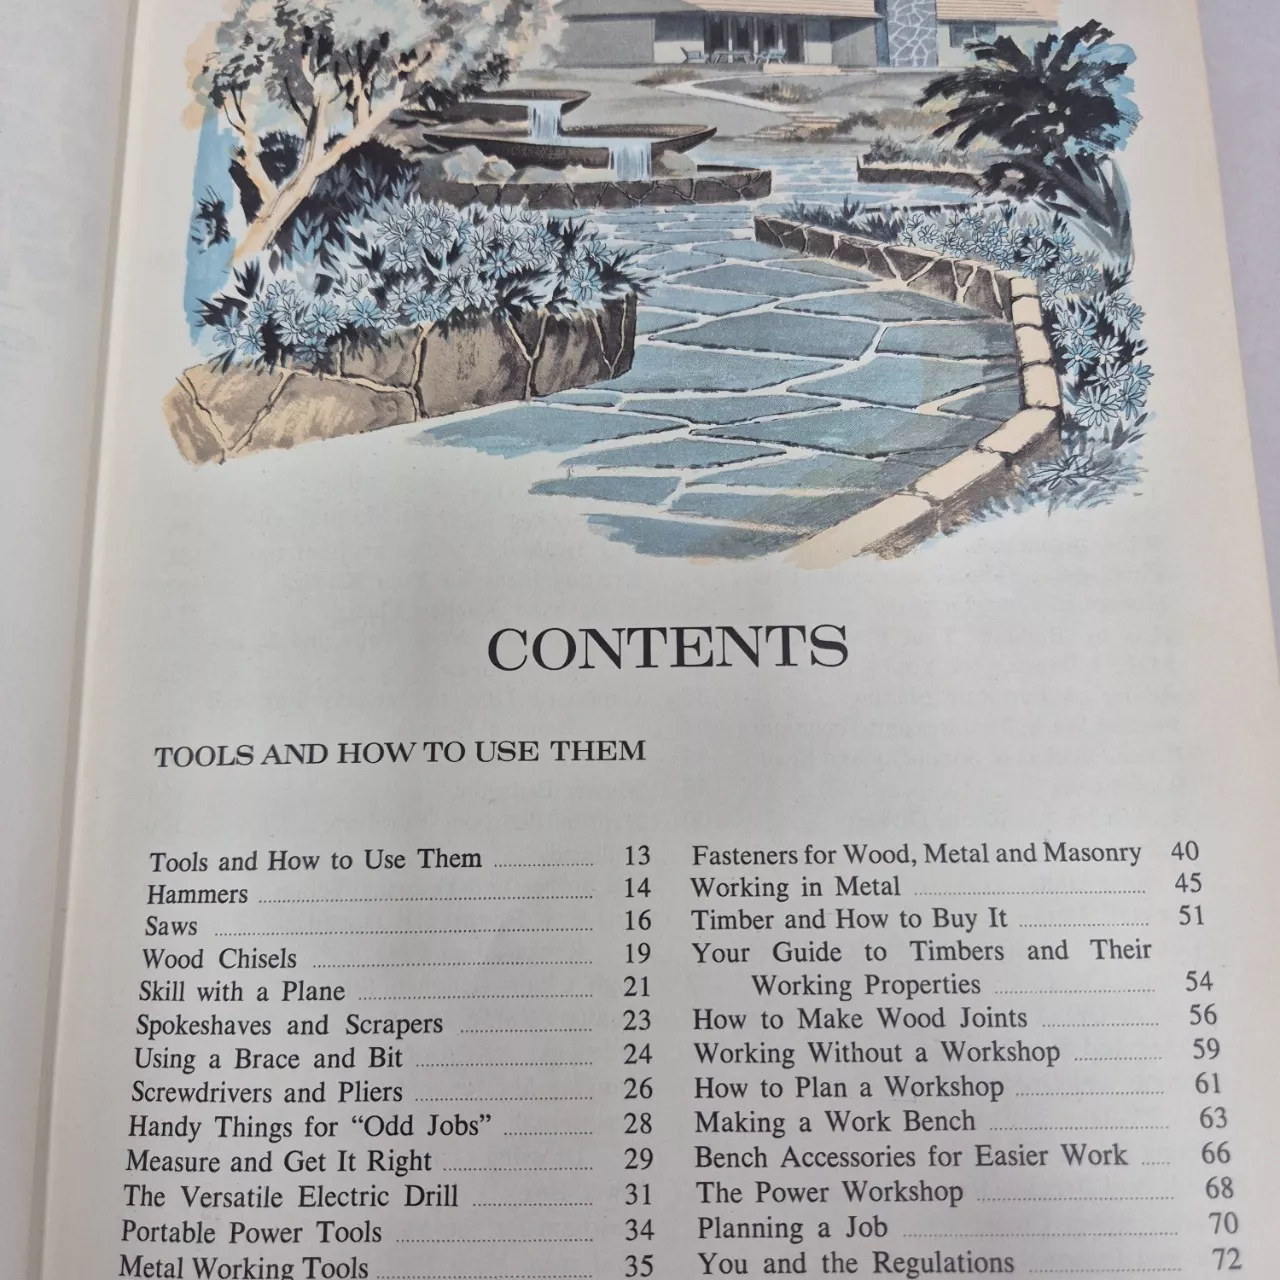 CONTENTS
TOOLS AND HOW TO USE THEM
Tools and How to Use Them 13
Hammers 14
Saws 16
Wood Chisels 19
Skill with a Plane 21
Spokeshaves and Scrapers 23
Using a Brace and Bit 24
Screwdrivers and Pliers 26
Handy Things for “Odd Jobs” 28
Measure and Get It Right 29
The Versatile Electric Drill 31
Portable Power Tools 34
Metal Working Tools 35
Fasteners for Wood, Metal and Masonry 40
Working in Metal 45
Timber and How to Buy It 51
Your Guide to Timbers and Their
Working Properties 54
How to Make Wood Joints 56
Working Without a Workshop 59
How to Plan a Workshop 61
Making a Work Bench 63
Bench Accessories for Easier Work 66
The Power Workshop 68
Planning a Job 70
You and the Regulations 72